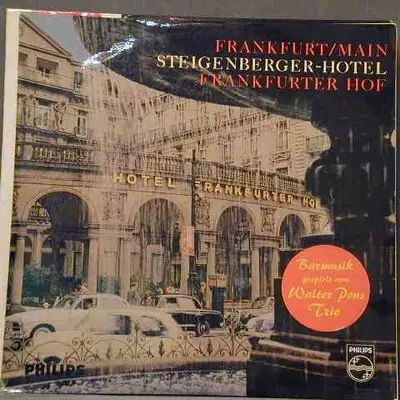 FRANKFURT/MAIN
STEIGENBERGER-HOTEL
FRANKFURTER HOF
HOTEL FRANKFURTER HOF
Barmusik
gespielt vom
Walter Pons
Trio
PHILIPS
PHILIPS